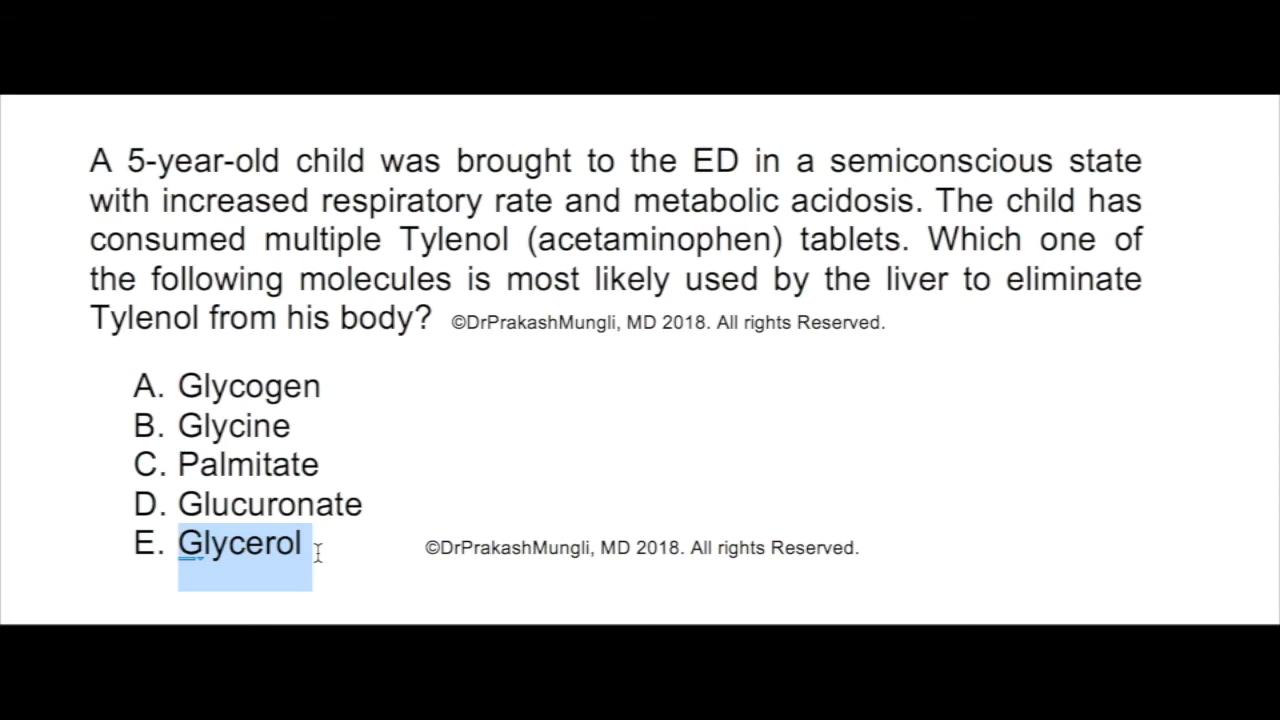 A 5-year-old child was brought to the ED in a semiconscious state
with increased respiratory rate and metabolic acidosis. The child has
consumed multiple Tylenol (acetaminophen) tablets. Which one of
the following molecules is most likely used by the liver to eliminate
Tylenol from his body? ©DrPrakashMungli, MD 2018. All rights Reserved.
A. Glycogen
B. Glycine
C. Palmitate
D. Glucuronate
E. Glycerol ©DrPrakashMungli, MD 2018. All rights Reserved.